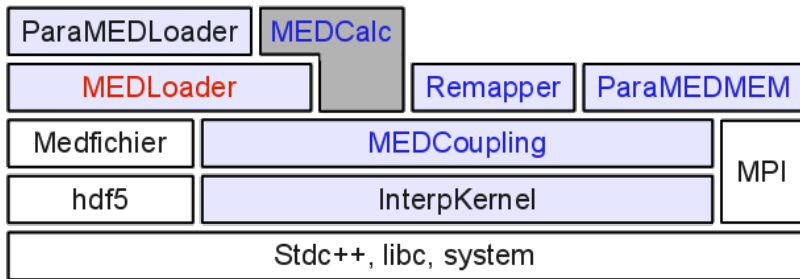 ParaMEDLoader MEDCalc
MEDLoader Remapper ParaMEDMEM
Medfichier MEDCoupling
MPI
hdf5 InterpKernel
Stdc++, libc, system